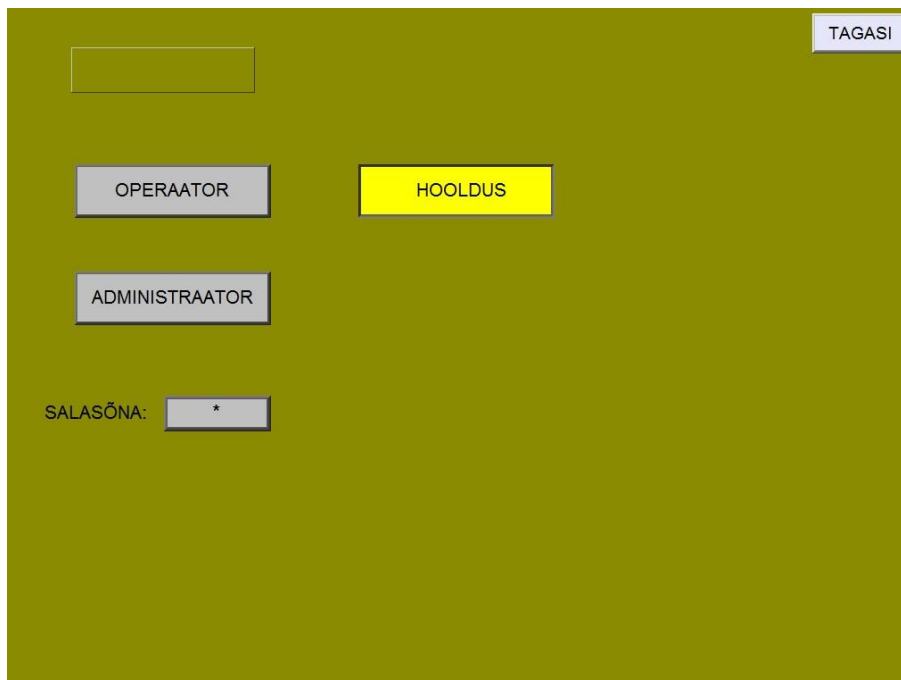 TAGASI
OPERAATOR
HOOLDUS
ADMINISTRAATOR
SALASÕNA: *